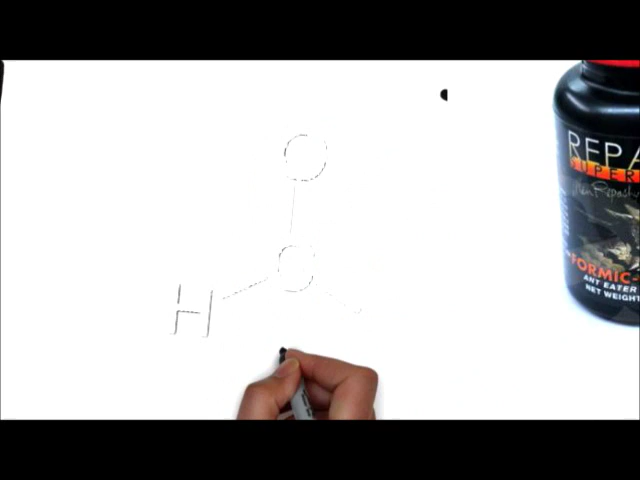 O
O
H
REPA
SUPER
FORMIC-
ANT EATER
NET WEIGHT